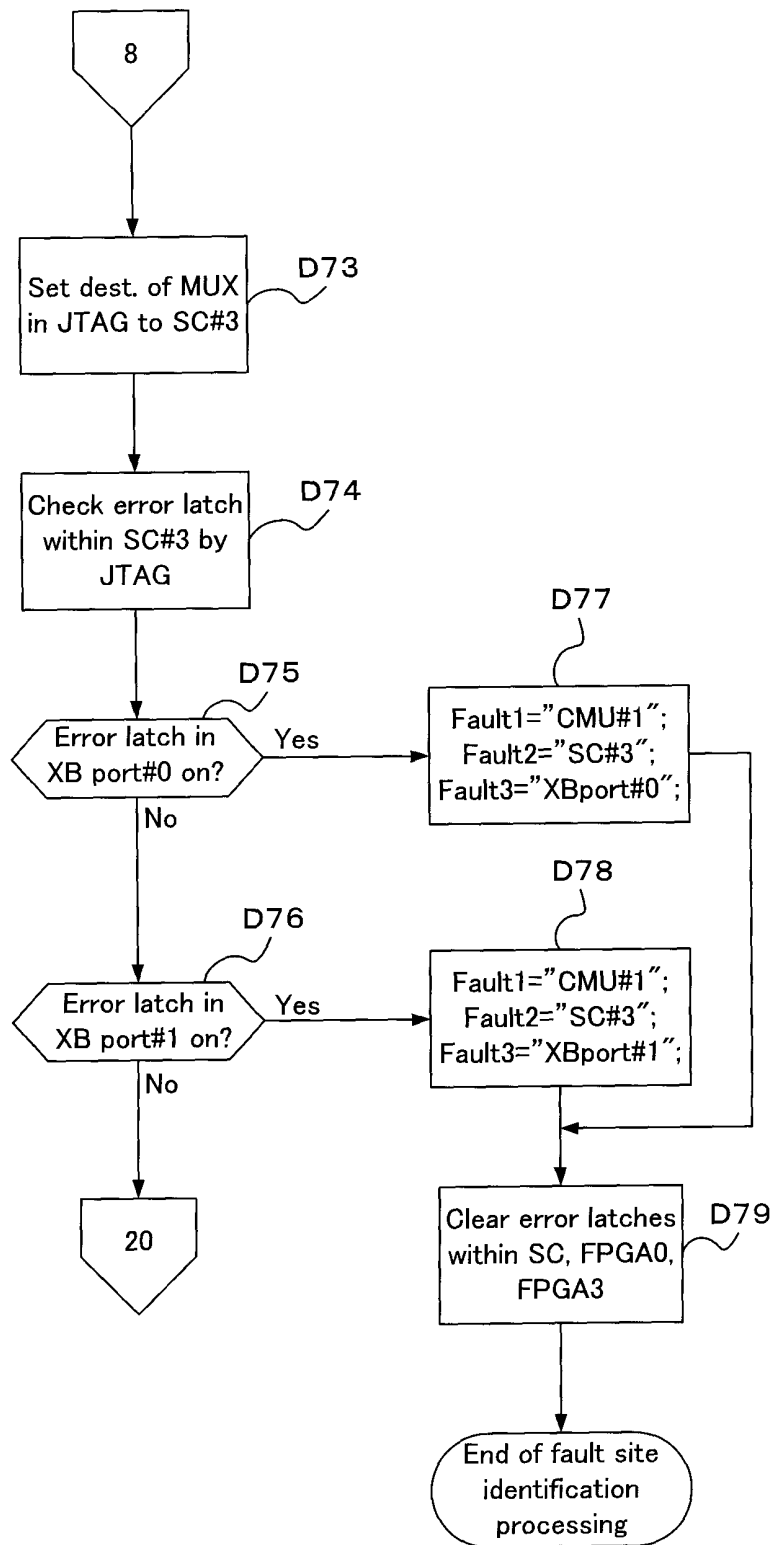 8
D73
Set dest. of MUX
in JTAG to SC#3
D74
Check error latch
within SC#3 by
JTAG
D75
Error latch in
XB port#0 on?
Yes
No
D77
Fault1="CMU#1";
Fault2="SC#3";
Fault3="XBport#0";
D76
Error latch in
XB port#1 on?
Yes
No
D78
Fault1="CMU#1";
Fault2="SC#3";
Fault3="XBport#1";
20
D79
Clear error latches
within SC, FPGA0,
FPGA3
End of fault site
identification
processing